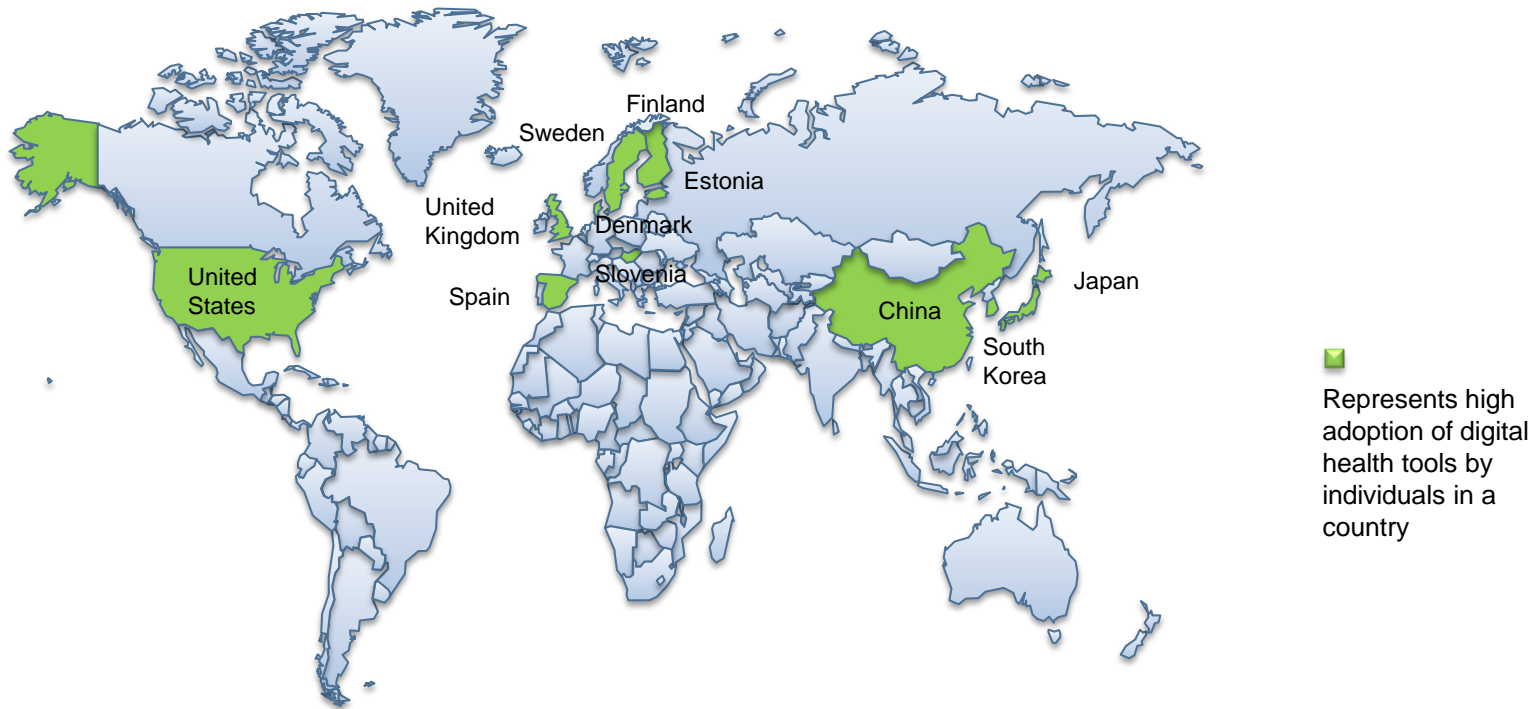 Finland
Sweden
Estonia
United
Kingdom
Denmark
United
States
Slovenia
Spain
Japan
China
South
Korea
Represents high
adoption of digital
health tools by
individuals in a
country